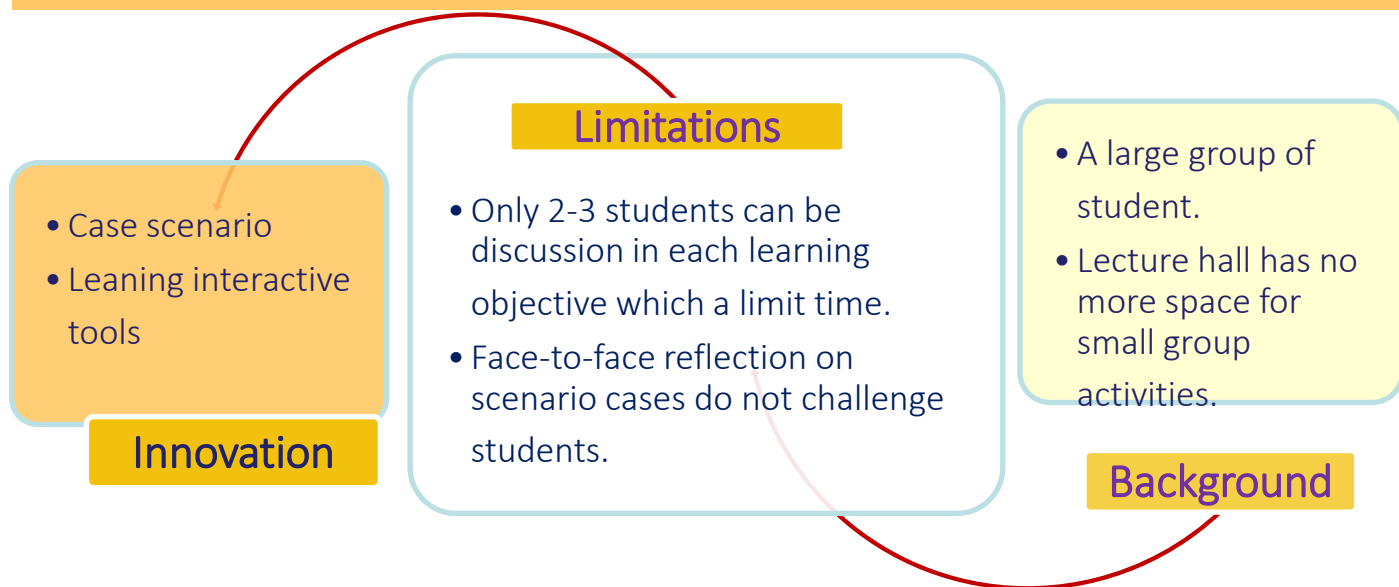 • Case scenario
• Leaning interactive
tools
Innovation
Limitations
• Only 2-3 students can be
discussion in each learning
objective which a limit time.
• Face-to-face reflection on
scenario cases do not challenge
students.
• A large group of
student.
• Lecture hall has no
more space for
small group
activities.
Background